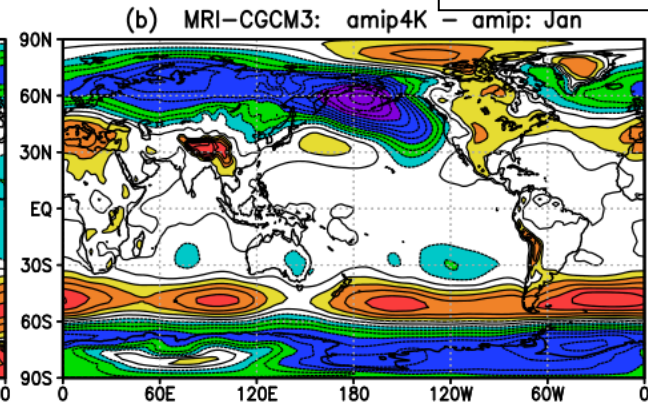 (b) MRI-CGCM3: amip4K − amip: Jan
90N
60N
30N
EQ
30S
60S
90S
0 0 60E 120E 180 120W 60W 0